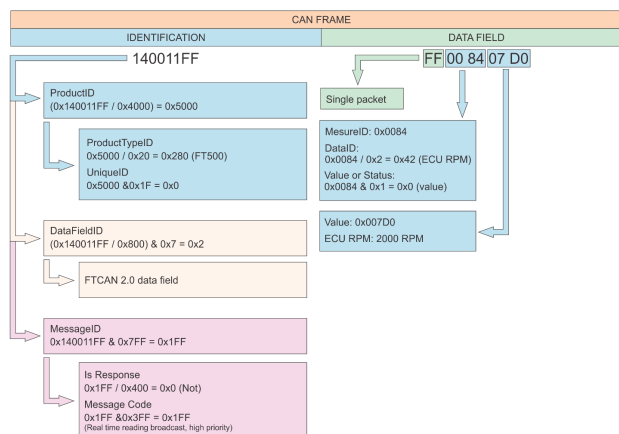 CAN FRAME
IDENTIFICATION
DATA FIELD
140011FF
FF 00 84 07 D0
ProductID
(0x140011FF / 0x4000) = 0x5000
Single packet
ProductTypeID
0x5000 / 0x20 = 0x280 (FT500)
UniqueID
0x5000 &0x1F = 0x0
MesureID: 0x0084
DataID:
0x0084 / 0x2 = 0x42 (ECU RPM)
Value or Status:
0x0084 & 0x1 = 0x0 (value)
DataFieldID
(0x140011FF / 0x800) & 0x7 = 0x2
Value: 0x007D0
ECU RPM: 2000 RPM
FTCAN 2.0 data field
MessageID
0x140011FF & 0x7FF = 0x1FF
Is Response
0x1FF / 0x400 = 0x0 (Not)
Message Code
0x1FF &0x3FF = 0x1FF
(Real time reading broadcast, high priority)